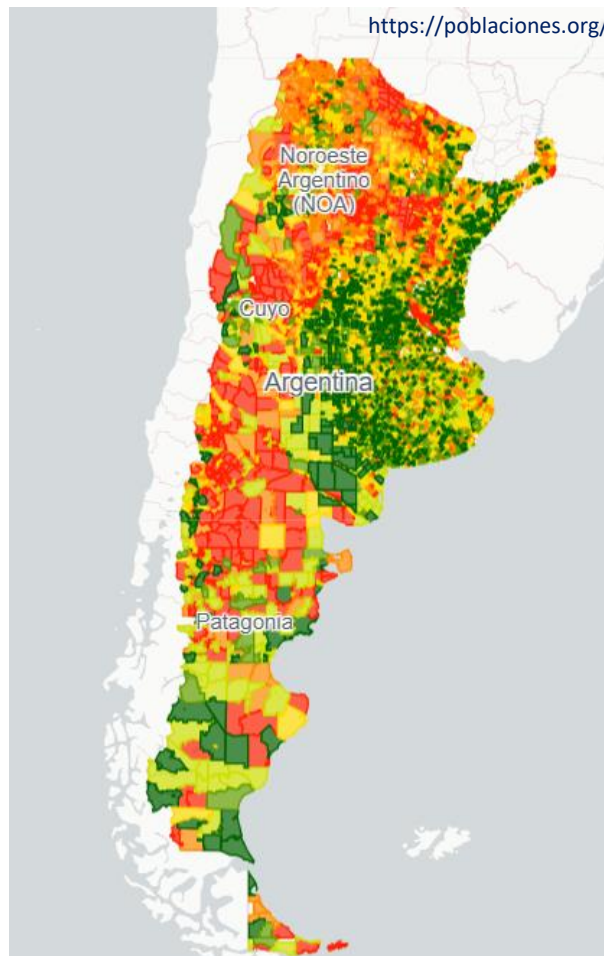 https://poblaciones.org/
Noroeste
Argentino
(NOA)
Cuyo
Argentina
Patagonia